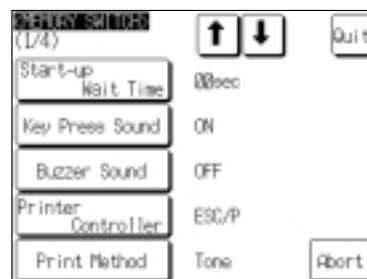 <MEMORY SWITCH>
(1/4)
Quit
Start-up
Wait Time
00sec
Key Press Sound
ON
Buzzer Sound
OFF
Printer
Controller
ESC/P
Print Method
Tone
Abort